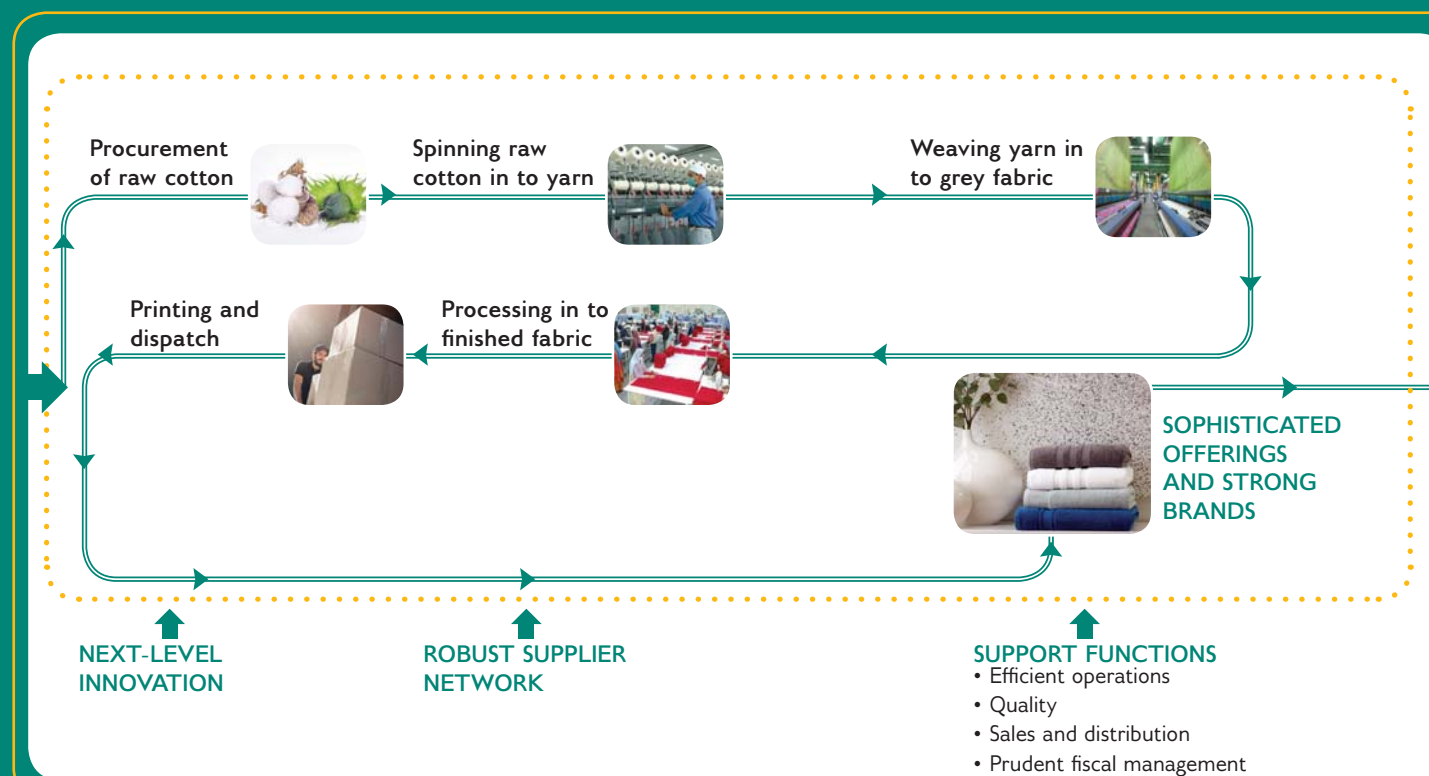 Procurement
of raw cotton
Spinning raw
cotton in to yarn
Weaving yarn in
to grey fabric
Printing and
dispatch
Processing in to
finished fabric
SOPHISTICATED
OFFERINGS
AND STRONG
BRANDS
NEXT-LEVEL
INNOVATION
ROBUST SUPPLIER
NETWORK
SUPPORT FUNCTIONS
• Efficient operations
• Quality
• Sales and distribution
• Prudent fiscal management